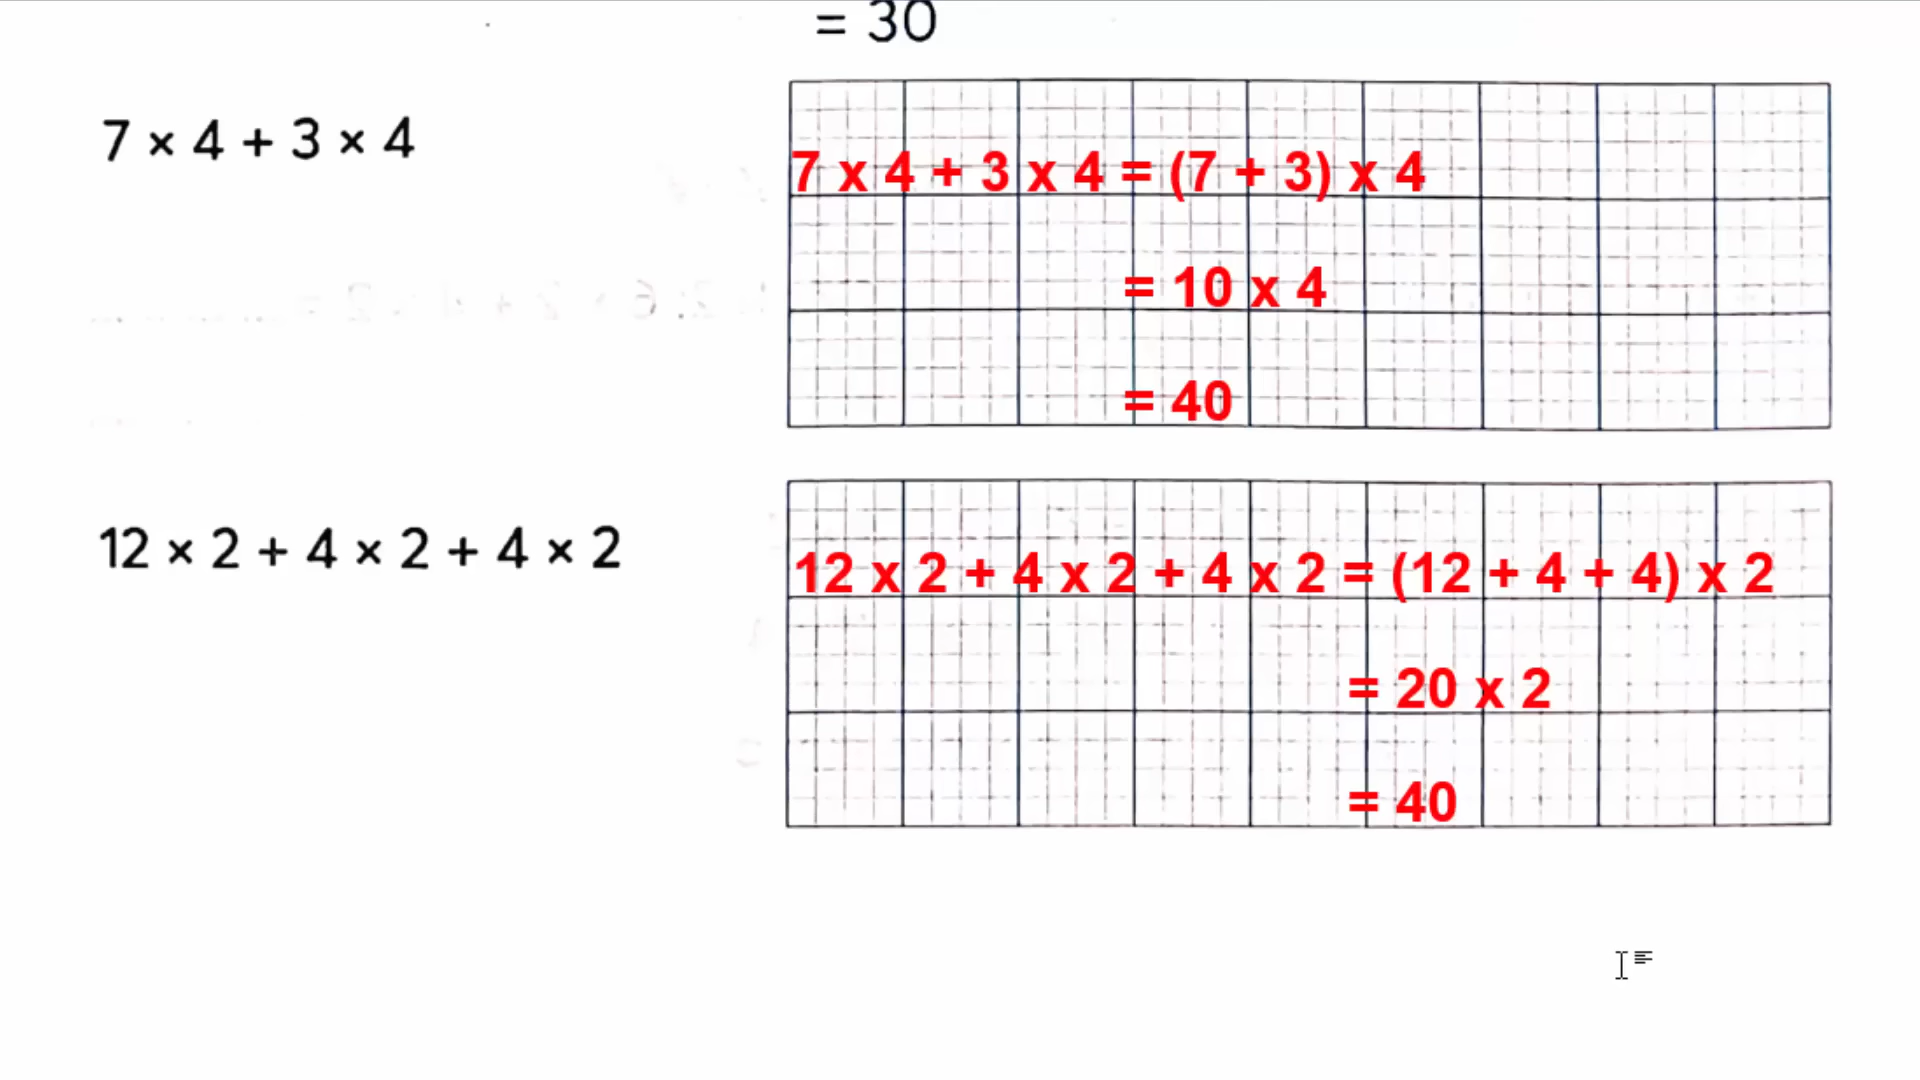 = 30
7 × 4 + 3 × 4
7 x 4 + 3 x 4 = (7 + 3) x 4
= 10 x 4
= 40
12 × 2 + 4 × 2 + 4 × 2
12 x 2 + 4 x 2 + 4 x 2 = (12 + 4 + 4) x 2
= 20 x 2
= 40